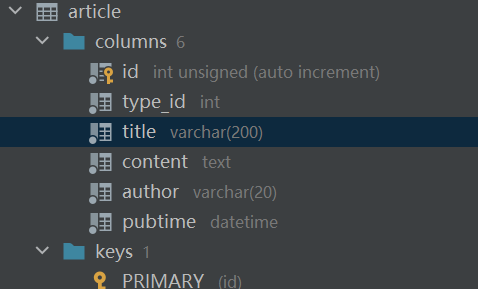 article
columns 6
id int unsigned (auto increment)
type_id int
title varchar(200)
content text
author varchar(20)
pubtime datetime
keys 1
PRIMARY (id)